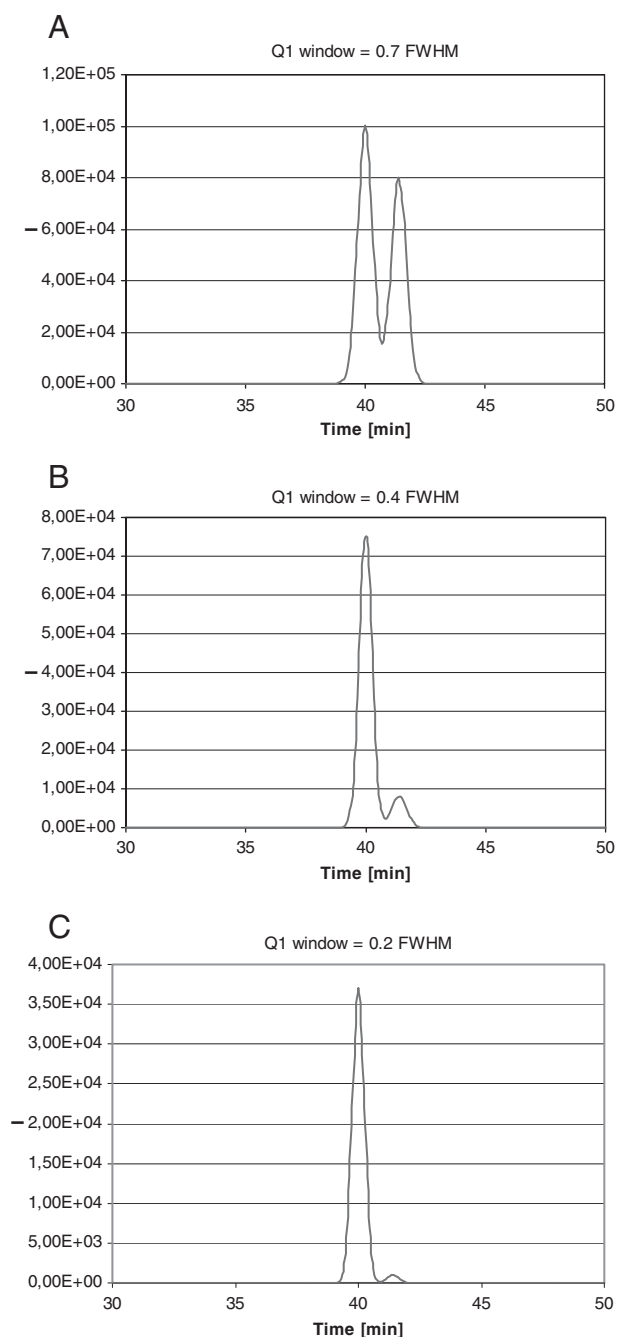 A
Q1 window = 0.7 FWHM
1,20E+05
1,00E+05
8,00E+04
I 6,00E+04
4,00E+04
2,00E+04
0,00E+00
30 35 40 45 50
Time [min]
B
Q1 window = 0.4 FWHM
8,00E+04
7,00E+04
6,00E+04
5,00E+04
I 4,00E+04
3,00E+04
2,00E+04
1,00E+04
0,00E+00
30 35 40 45 50
Time [min]
C
Q1 window = 0.2 FWHM
4,00E+04
3,50E+04
3,00E+04
2,50E+04
I 2,00E+04
1,50E+04
1,00E+04
5,00E+03
0,00E+00
30 35 40 45 50
Time [min]